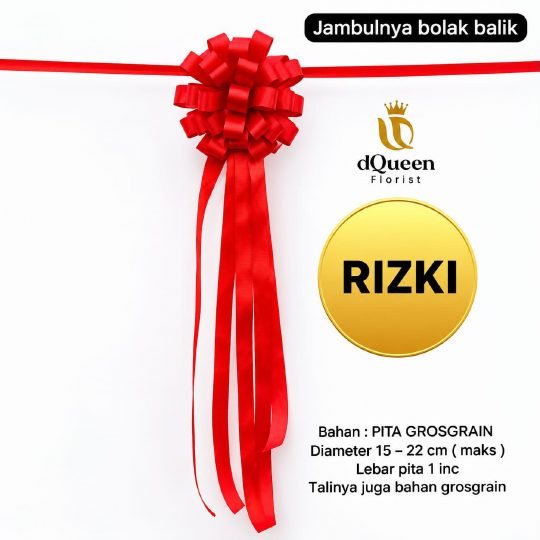 Jambulnya bolak balik
dQueen
Florist
RIZKI
Bahan : PITA GROSGRAIN
Diameter 15 – 22 cm ( maks )
Lebar pita 1 inc
Talinya juga bahan grosgrain